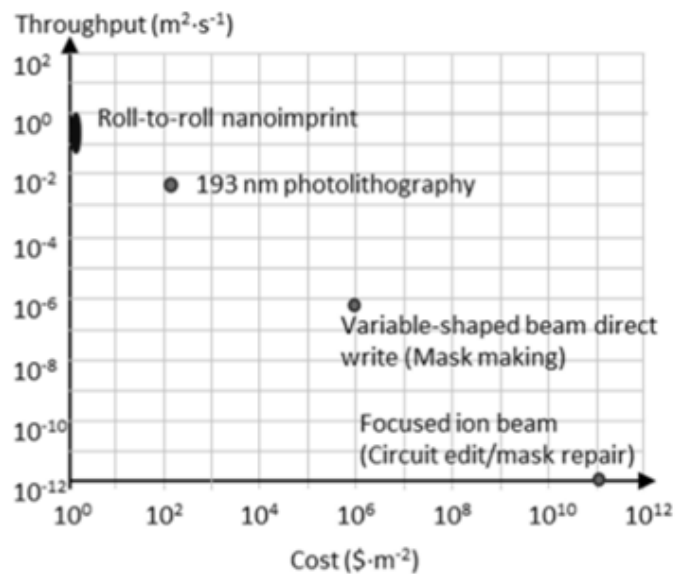 Throughput (m²·s⁻¹)
10²
10⁰
Roll-to-roll nanoimprint
10⁻²
193 nm photolithography
10⁻⁴
10⁻⁶
Variable-shaped beam direct
write (Mask making)
10⁻⁸
Focused ion beam
10⁻¹⁰
(Circuit edit/mask repair)
10⁻¹²
10⁰ 10² 10⁴ 10⁶ 10⁸ 10¹⁰ 10¹²
Cost ($·m⁻²)